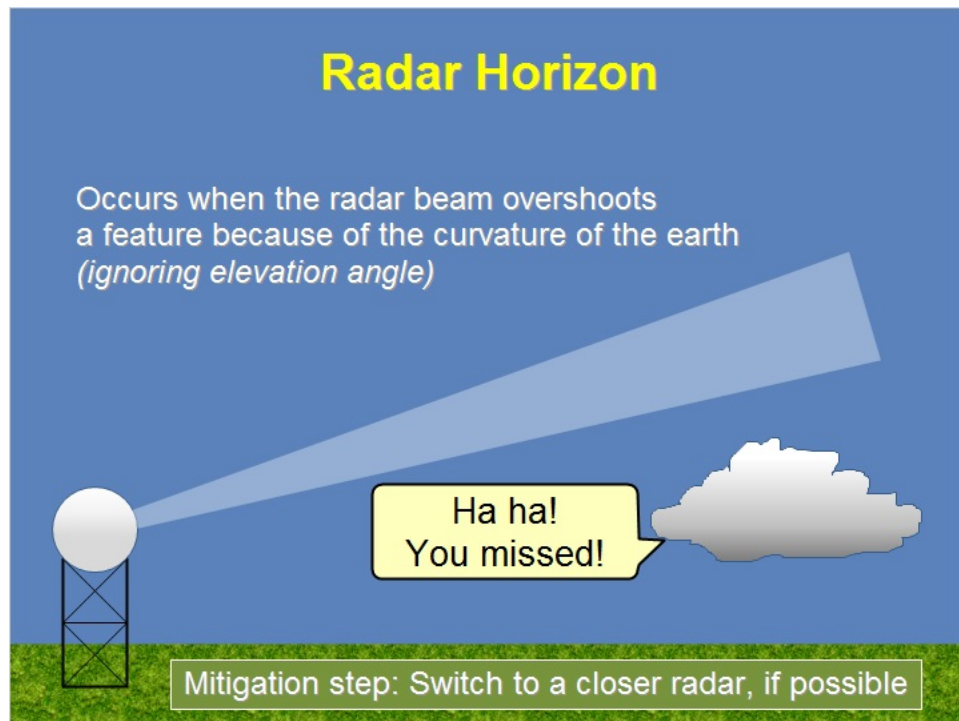 Radar Horizon
Occurs when the radar beam overshoots
a feature because of the curvature of the earth
(ignoring elevation angle)
Ha ha!
You missed!
Mitigation step: Switch to a closer radar, if possible